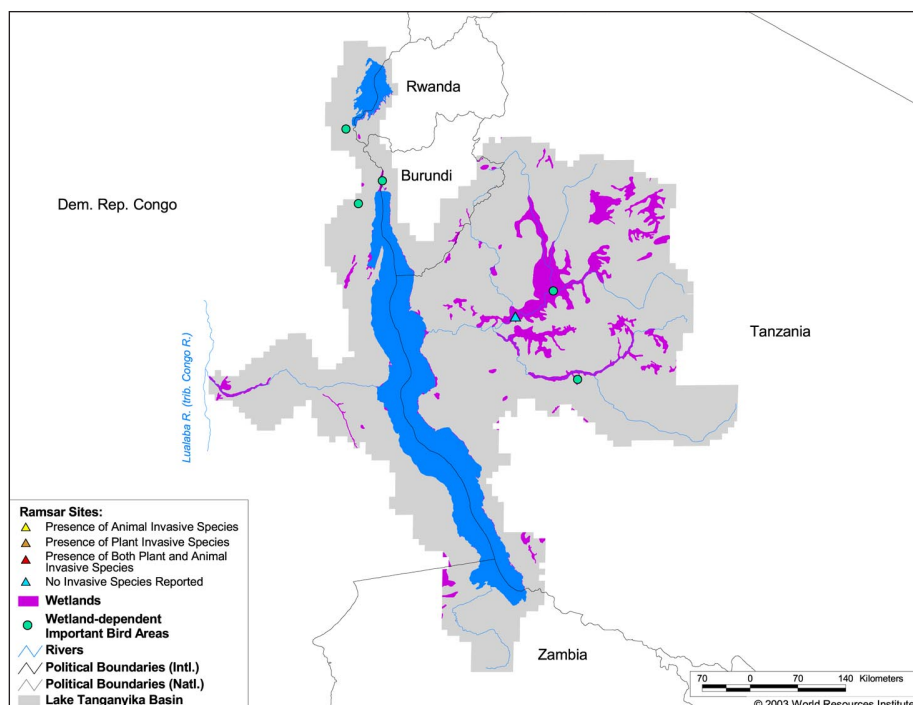 Rwanda
Burundi
Dem. Rep. Congo
Tanzania
Lualaba R. (trib. Congo R.)
Zambia
Ramsar Sites:
Presence of Animal Invasive Species
Presence of Plant Invasive Species
Presence of Both Plant and Animal
Invasive Species
No Invasive Species Reported
Wetlands
Wetland-dependent
Important Bird Areas
Rivers
Political Boundaries (Intl.)
Political Boundaries (Natl.)
Lake Tanganyika Basin
70 0 70 140 Kilometers
© 2003 World Resources Institute